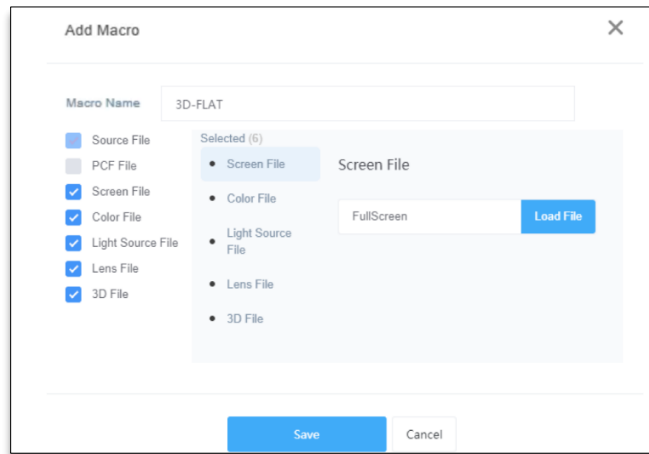 Add Macro
Macro Name 3D-FLAT
Source File
PCF File
Screen File
Color File
Light Source File
Lens File
3D File
Selected (6)
Screen File
Color File
Light Source
File
Lens File
3D File
Screen File
FullScreen Load File
Save Cancel